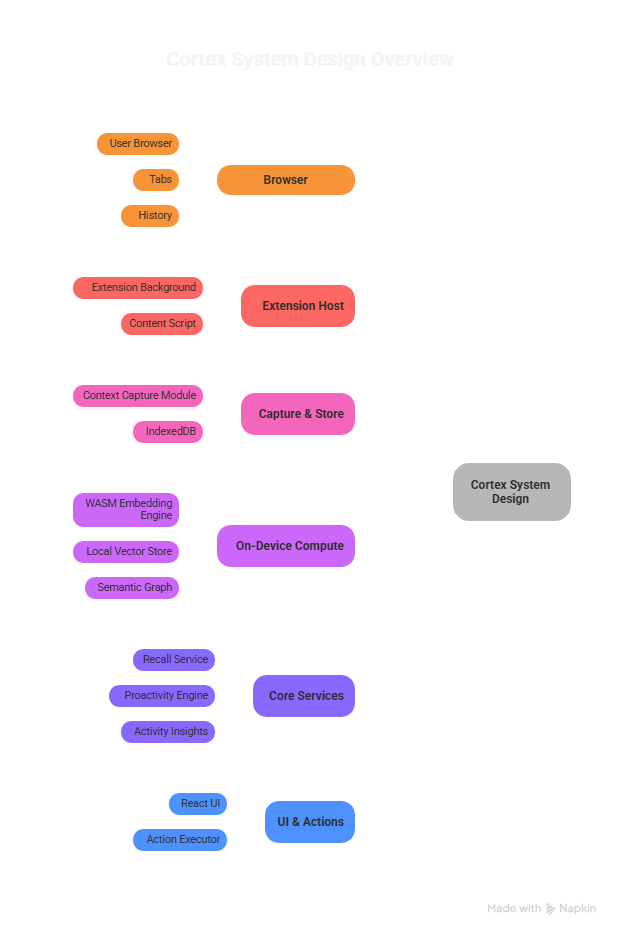 Cortex System Design Overview
User Browser
Tabs
History
Browser
Extension Background
Content Script
Extension Host
Context Capture Module
IndexedDB
Capture & Store
WASM Embedding
Engine
Local Vector Store
Semantic Graph
On-Device Compute
Recall Service
Proactivity Engine
Activity Insights
Core Services
React UI
Action Executor
UI & Actions
Cortex System
Design
Made with Napkin